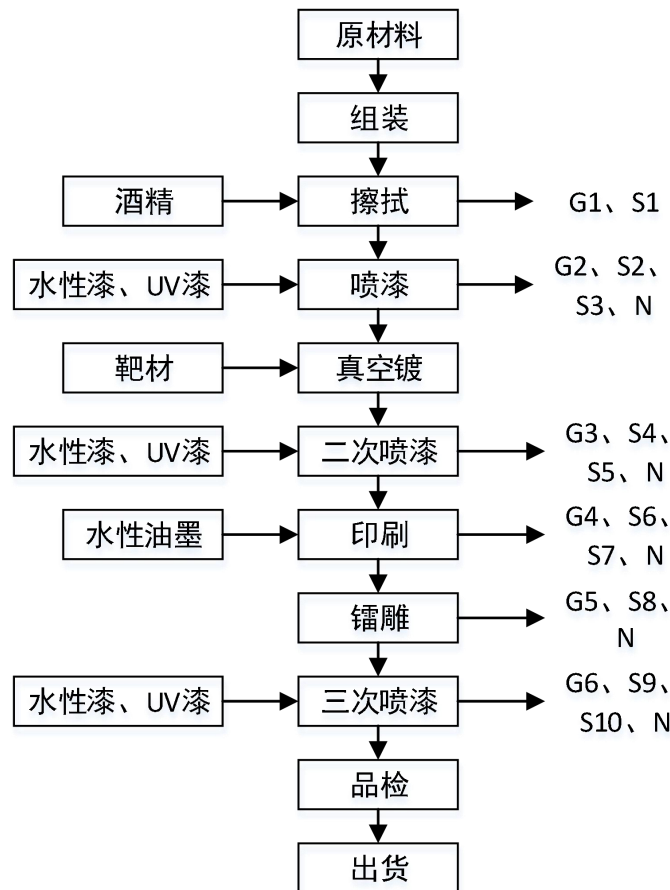 原材料
组装
酒精
擦拭
G1、S1
水性漆、UV漆
喷漆
G2、S2、
S3、N
靶材
真空镀
水性漆、UV漆
二次喷漆
G3、S4、
S5、N
水性油墨
印刷
G4、S6、
S7、N
镭雕
G5、S8、
N
水性漆、UV漆
三次喷漆
G6、S9、
S10、N
品检
出货